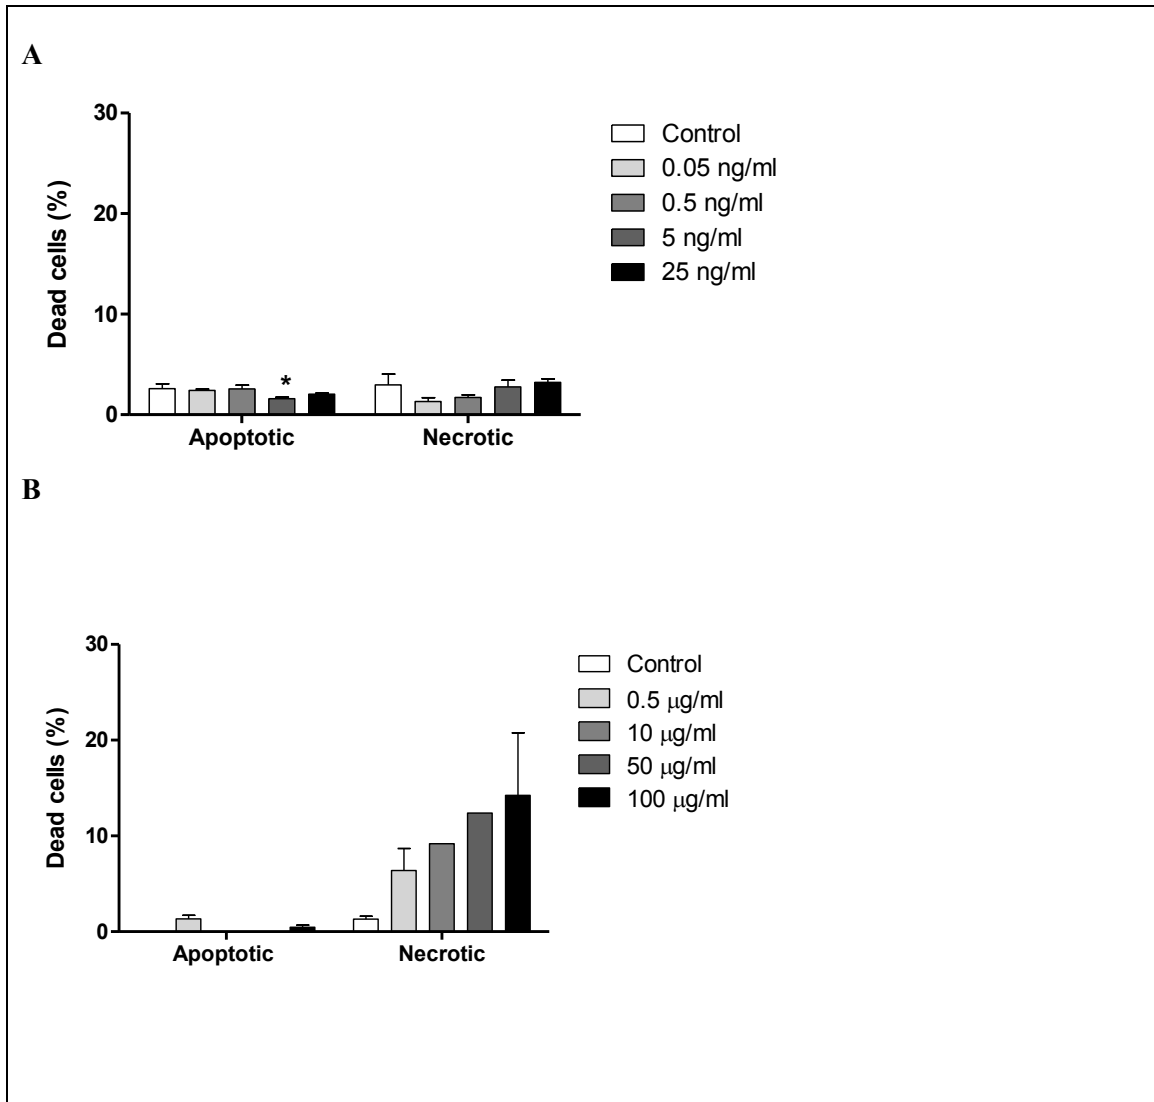 A
30
20
10
0
Dead cells (%)
*
Apoptotic Necrotic
Control
0.05 ng/ml
0.5 ng/ml
5 ng/ml
25 ng/ml
B
30
20
10
0
Dead cells (%)
Apoptotic Necrotic
Control
0.5 μg/ml
10 μg/ml
50 μg/ml
100 μg/ml